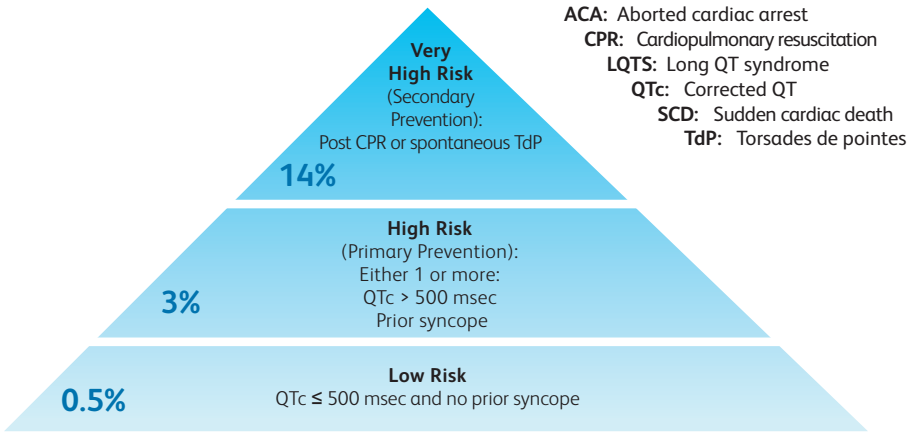 Very
High Risk
(Secondary
Prevention):
Post CPR or spontaneous TdP
14%
High Risk
(Primary Prevention):
Either 1 or more:
QTc > 500 msec
Prior syncope
3%
Low Risk
QTc ≤ 500 msec and no prior syncope
0.5%
ACA: Aborted cardiac arrest
CPR: Cardiopulmonary resuscitation
LQTS: Long QT syndrome
QTc: Corrected QT
SCD: Sudden cardiac death
TdP: Torsades de pointes